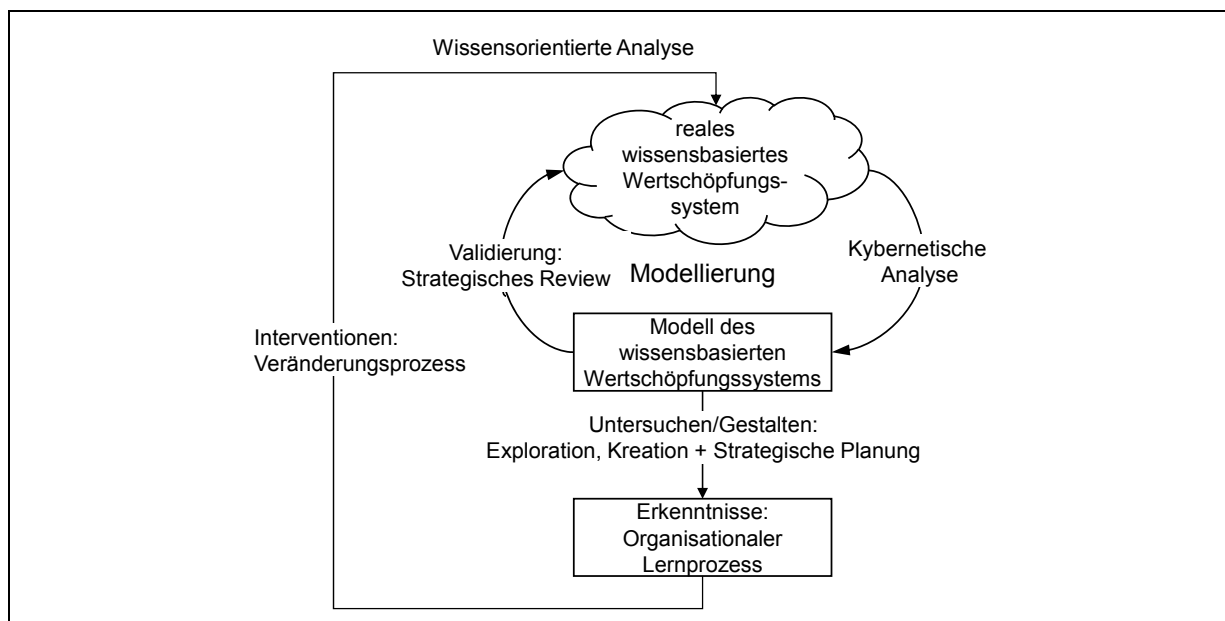 Wissensorientierte Analyse
reales
wissensbasiertes
Wertschöpfungs-
system
Validierung:
Strategisches Review
Modellierung
Kybernetische
Analyse
Interventionen:
Veränderungsprozess
Modell des
wissensbasierten
Wertschöpfungssystems
Untersuchen/Gestalten:
Exploration, Kreation + Strategische Planung
Erkenntnisse:
Organisationaler
Lernprozess